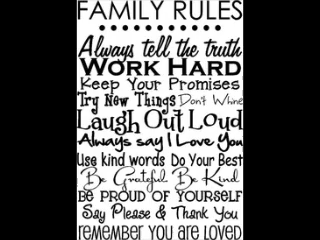 FAMILY RULES
Always tell the truth
WORK HARD
Keep Your Promises
Try New Things Don't Whine
Laugh Out Loud
Always say I Love You
Use kind words Do Your Best
Be Grateful Be Kind
BE PROUD OF YOURSELF
Say Please & Thank You
REMEMBER YOU ARE LOVED